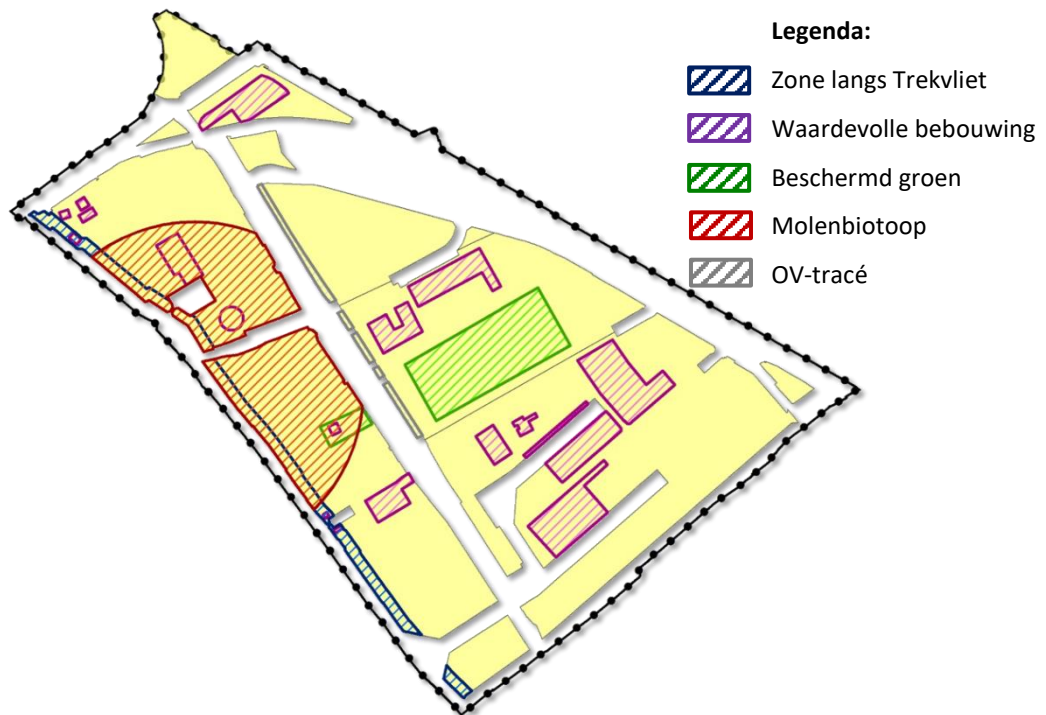 Legenda:
Zone langs Trekvliet
Waardevolle bebouwing
Beschermd groen
Molenbiotoop
OV-tracé